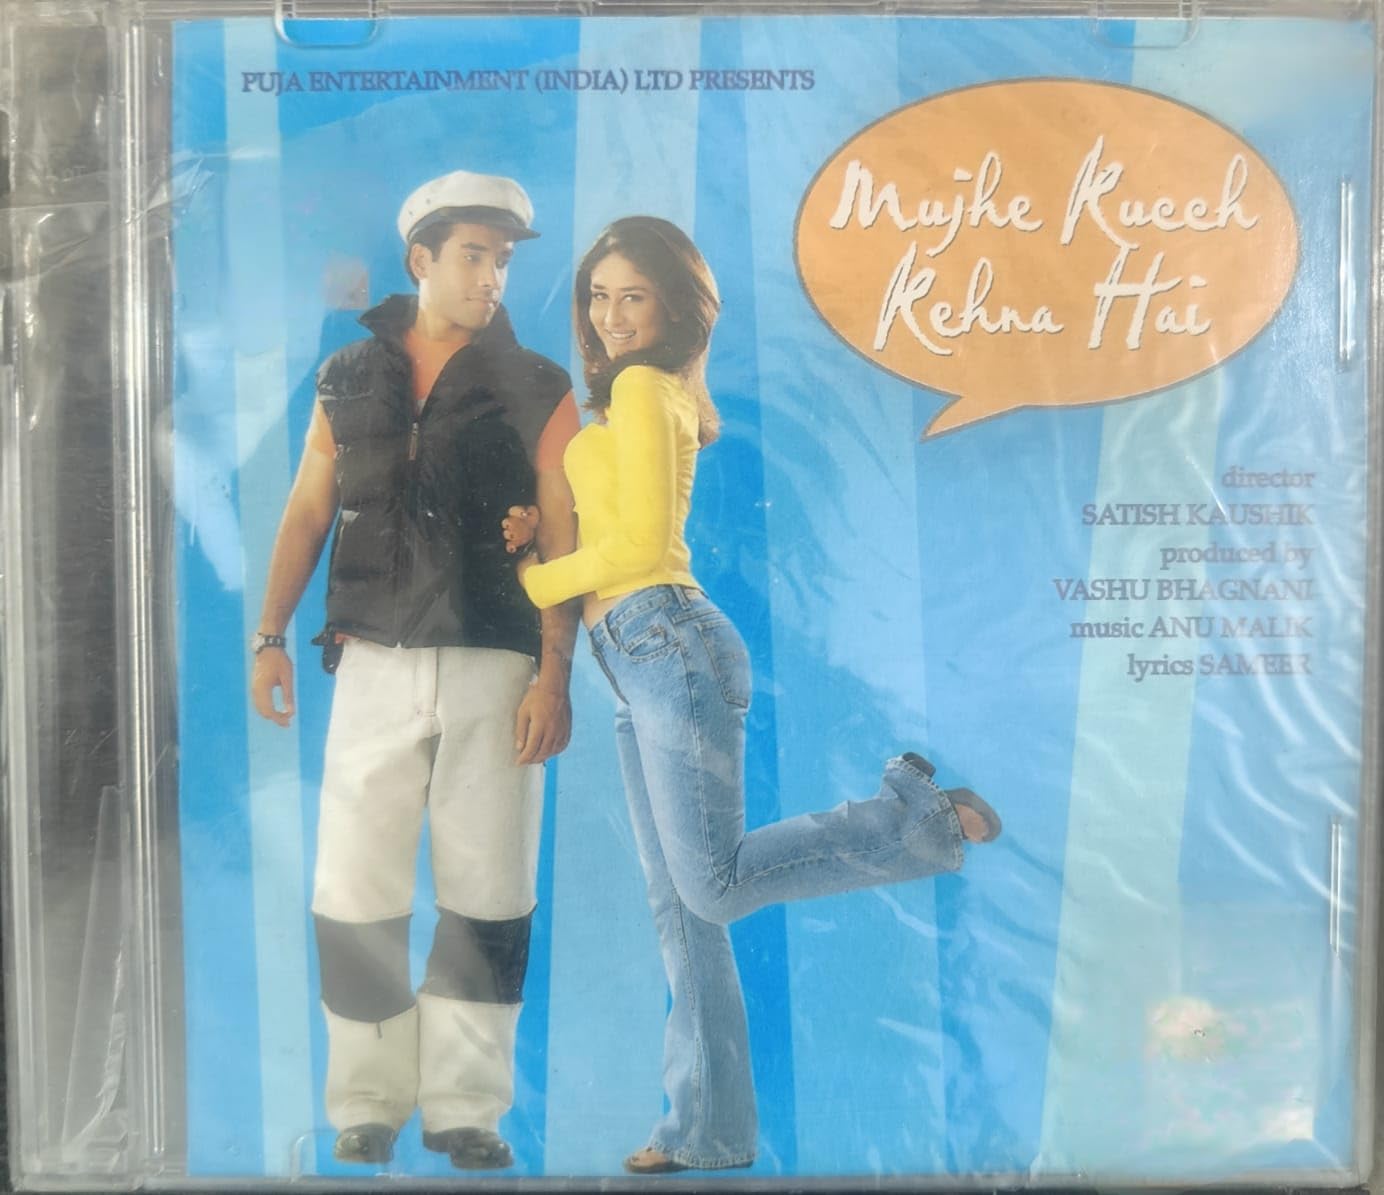 PUJA ENTERTAINMENT (INDIA) LTD PRESENTS
Mujhe Kucch
Kehna Hai
director
SATISH KAUSHIK
produced by
VASHU BHAGNANI
music ANU MALIK
lyrics SAMEER